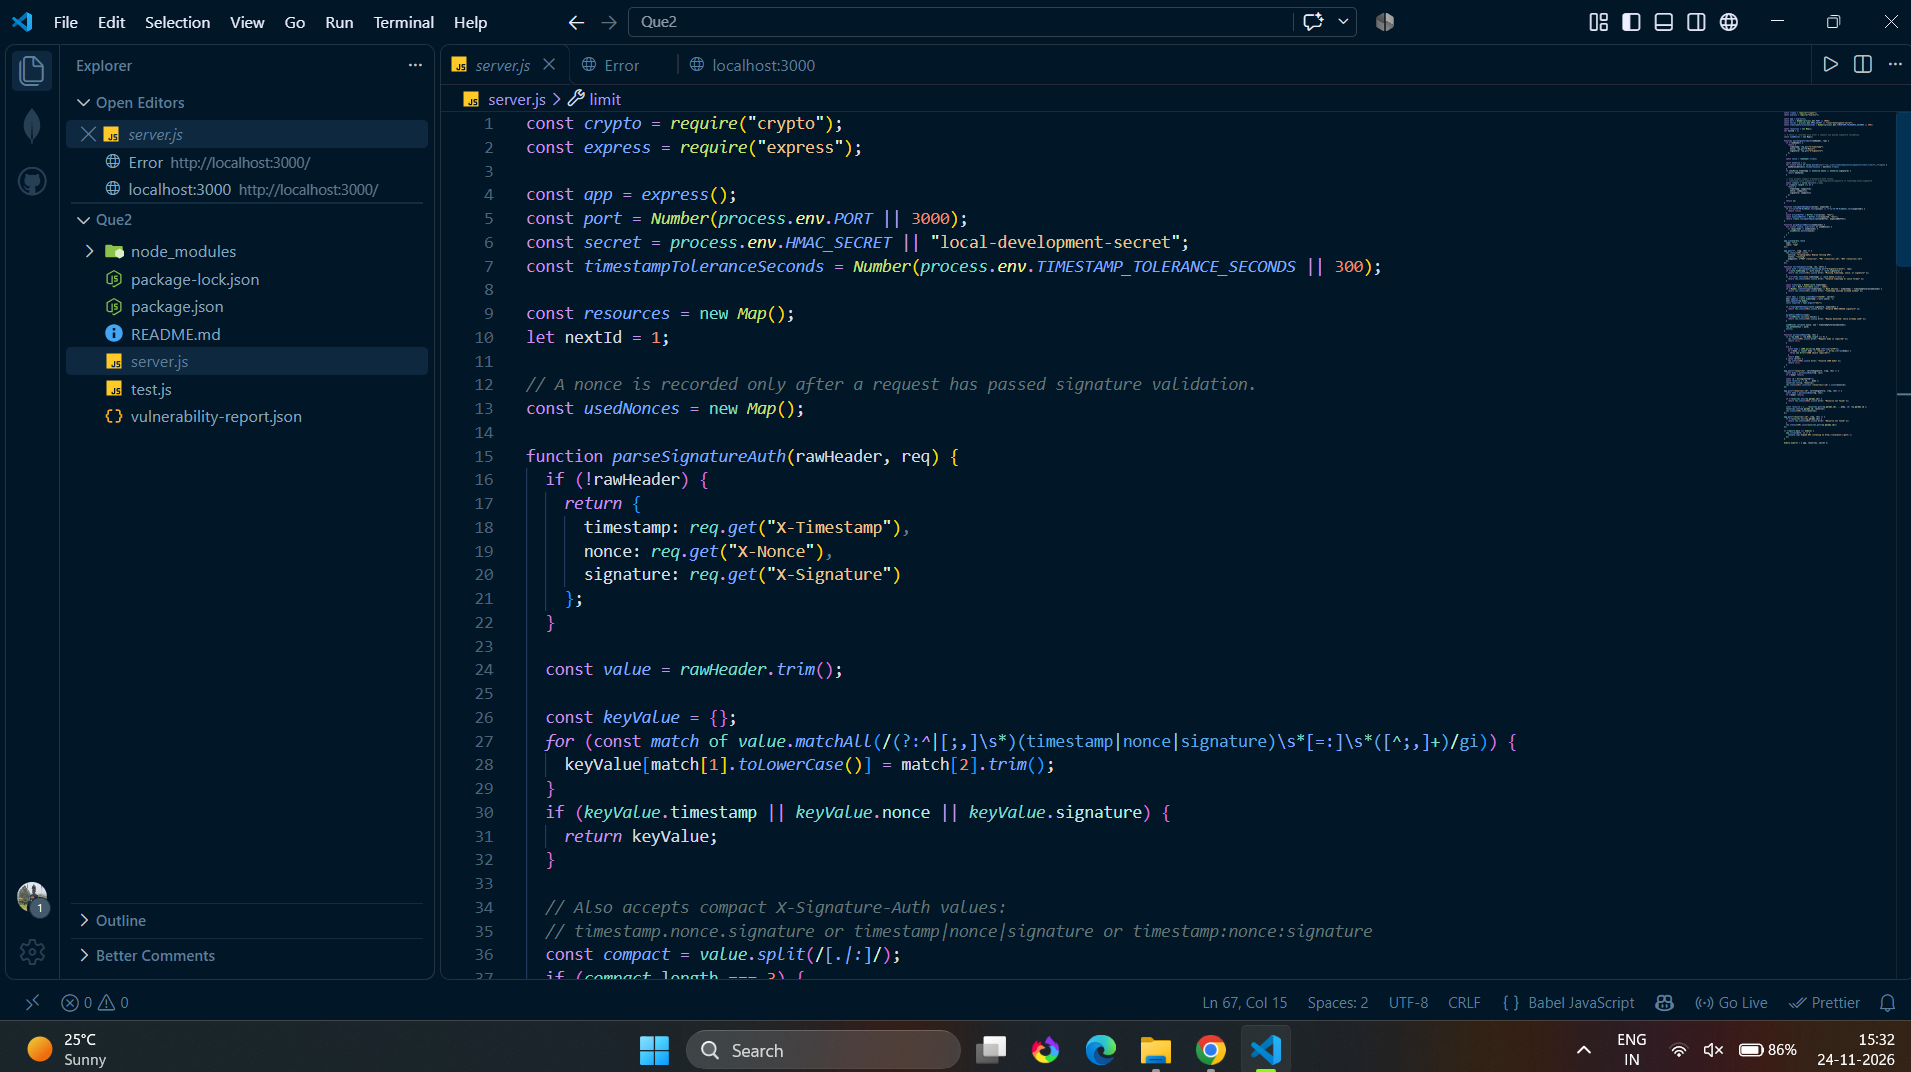 File Edit Selection View Go Run Terminal Help
Que2
Explorer
Open Editors
server.js
Error http://localhost:3000/
localhost:3000 http://localhost:3000/
Que2
node_modules
package-lock.json
package.json
README.md
server.js
test.js
vulnerability-report.json
Outline
Better Comments
server.js Error localhost:3000
server.js > limit
1 const crypto = require("crypto");
2 const express = require("express");
3
4 const app = express();
5 const port = Number(process.env.PORT || 3000);
6 const secret = process.env.HMAC_SECRET || "local-development-secret";
7 const timestampToleranceSeconds = Number(process.env.TIMESTAMP_TOLERANCE_SECONDS || 300);
8
9 const resources = new Map();
10 let nextId = 1;
11
12 // A nonce is recorded only after a request has passed signature validation.
13 const usedNonces = new Map();
14
15 function parseSignatureAuth(rawHeader, req) {
16 if (!rawHeader) {
17 return {
18 timestamp: req.get("X-Timestamp"),
19 nonce: req.get("X-Nonce"),
20 signature: req.get("X-Signature")
21 };
22 }
23
24 const value = rawHeader.trim();
25
26 const keyValue = {};
27 for (const match of value.matchAll(/(?:^|[;,]\s*)(timestamp|nonce|signature)\s*[=:]\s*([^;,]+)/gi)) {
28 keyValue[match[1].toLowerCase()] = match[2].trim();
29 }
30 if (keyValue.timestamp || keyValue.nonce || keyValue.signature) {
31 return keyValue;
32 }
33
34 // Also accepts compact X-Signature-Auth values:
35 // timestamp.nonce.signature or timestamp|nonce|signature or timestamp:nonce:signature
36 const compact = value.split(/[.|:]/);
37 if (compact.length === 3) {
1
0 0
Ln 67, Col 15 Spaces: 2 UTF-8 CRLF { } Babel JavaScript Go Live Prettier
25°C
Sunny
Search
ENG
IN
86%
15:32
24-11-2026